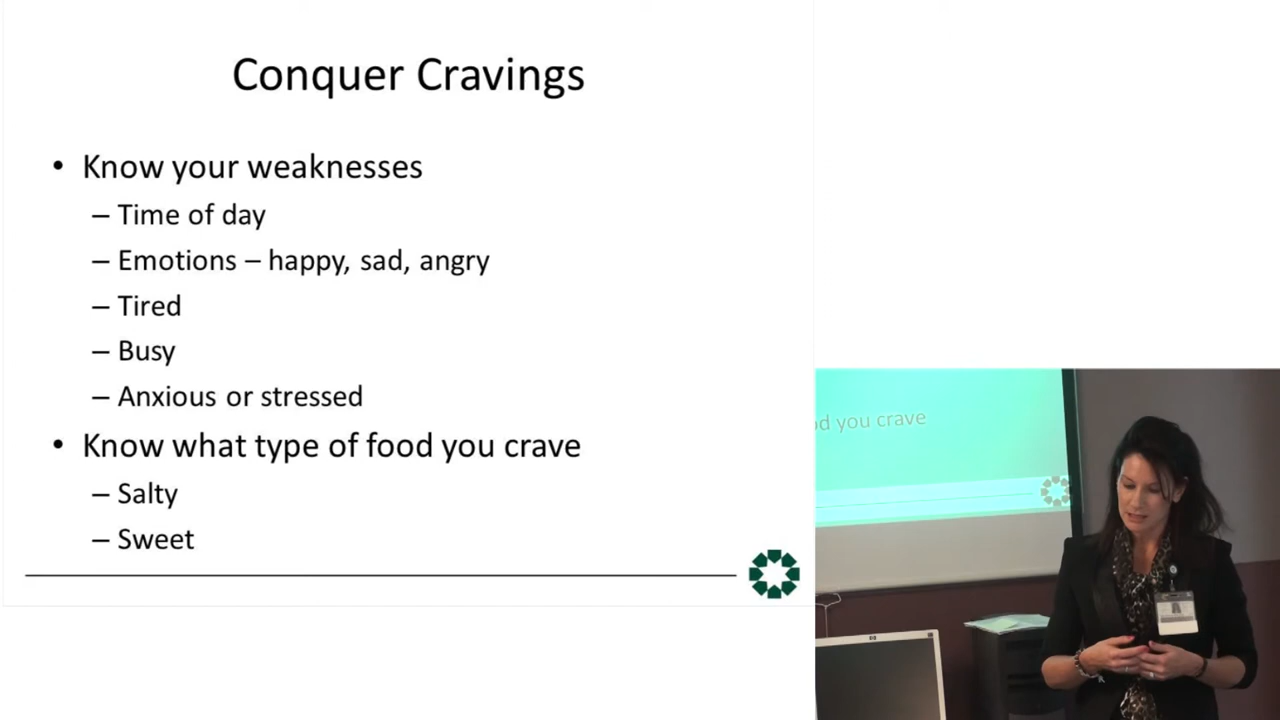 Conquer Cravings
• Know your weaknesses
– Time of day
– Emotions – happy, sad, angry
– Tired
– Busy
– Anxious or stressed
• Know what type of food you crave
– Salty
– Sweet
you crave
hp